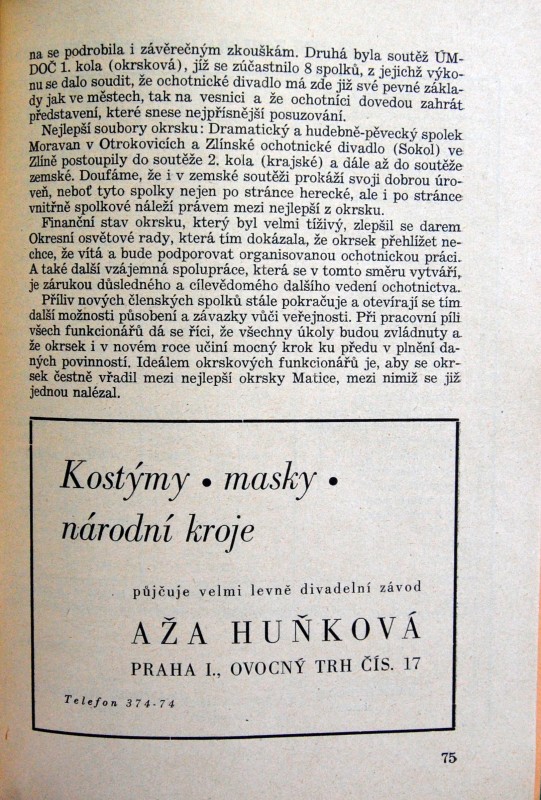 na se podrobila i závěrečným zkouškám. Druhá byla soutěž ÚM-
DOČ 1. kola (okrsková), jíž se zúčastnilo 8 spolků, z jejichž výko-
nu se dalo soudit, že ochotnické divadlo má zde již své pevné zákla-
dy jak ve městech, tak na vesnici a že ochotníci dovedou zahrát
představení, které snese nejpřísnější posuzování.
Nejlepší soubory okrsku: Dramatický a hudebně-pěvecký spolek
Moravan v Otrokovicích a Zlínské ochotnické divadlo (Sokol) ve
Zlíně postoupily do soutěže 2. kola (krajské) a dále až do soutěže
zemské. Doufáme, že i v zemské soutěži prokáží svoji dobrou úro-
veň, neboť tyto spolky nejen po stránce herecké, ale i po stránce
vnitřně spolkové náleží právem mezi nejlepší z okrsku.
Finanční stav okrsku, který byl velmi tíživý, zlepšil se darem
Okresní osvětové rady, která tím dokázala, že okrsek přehlížet ne-
chce, že vítá a bude podporovat organisovanou ochotnickou práci.
A také další vzájemná spolupráce, která se v tomto směru vytváří,
je zárukou důsledného a cílevědomého dalšího vedení ochotnictva.
Příliv nových členských spolků stále pokračuje a otevírají se tím
další možnosti působení a závazky vůči veřejnosti. Při pracovní píli
všech funkcionářů dá se říci, že všechny úkoly budou zvládnuty a
že okrsek i v novém roce učiní mocný krok ku předu v plnění da-
ných povinností. Ideálem okrskových funkcionářů je, aby se okr-
sek čestně vřadil mezi nejlepší okrsky Matice, mezi nimiž se již
jednou nalézal.
Kostýmy • masky •
národní kroje
půjčuje velmi levně divadelní závod
AŽA HUŇKOVÁ
PRAHA I., OVOCNÝ TRH ČÍS. 17
Telefon 374-74
75